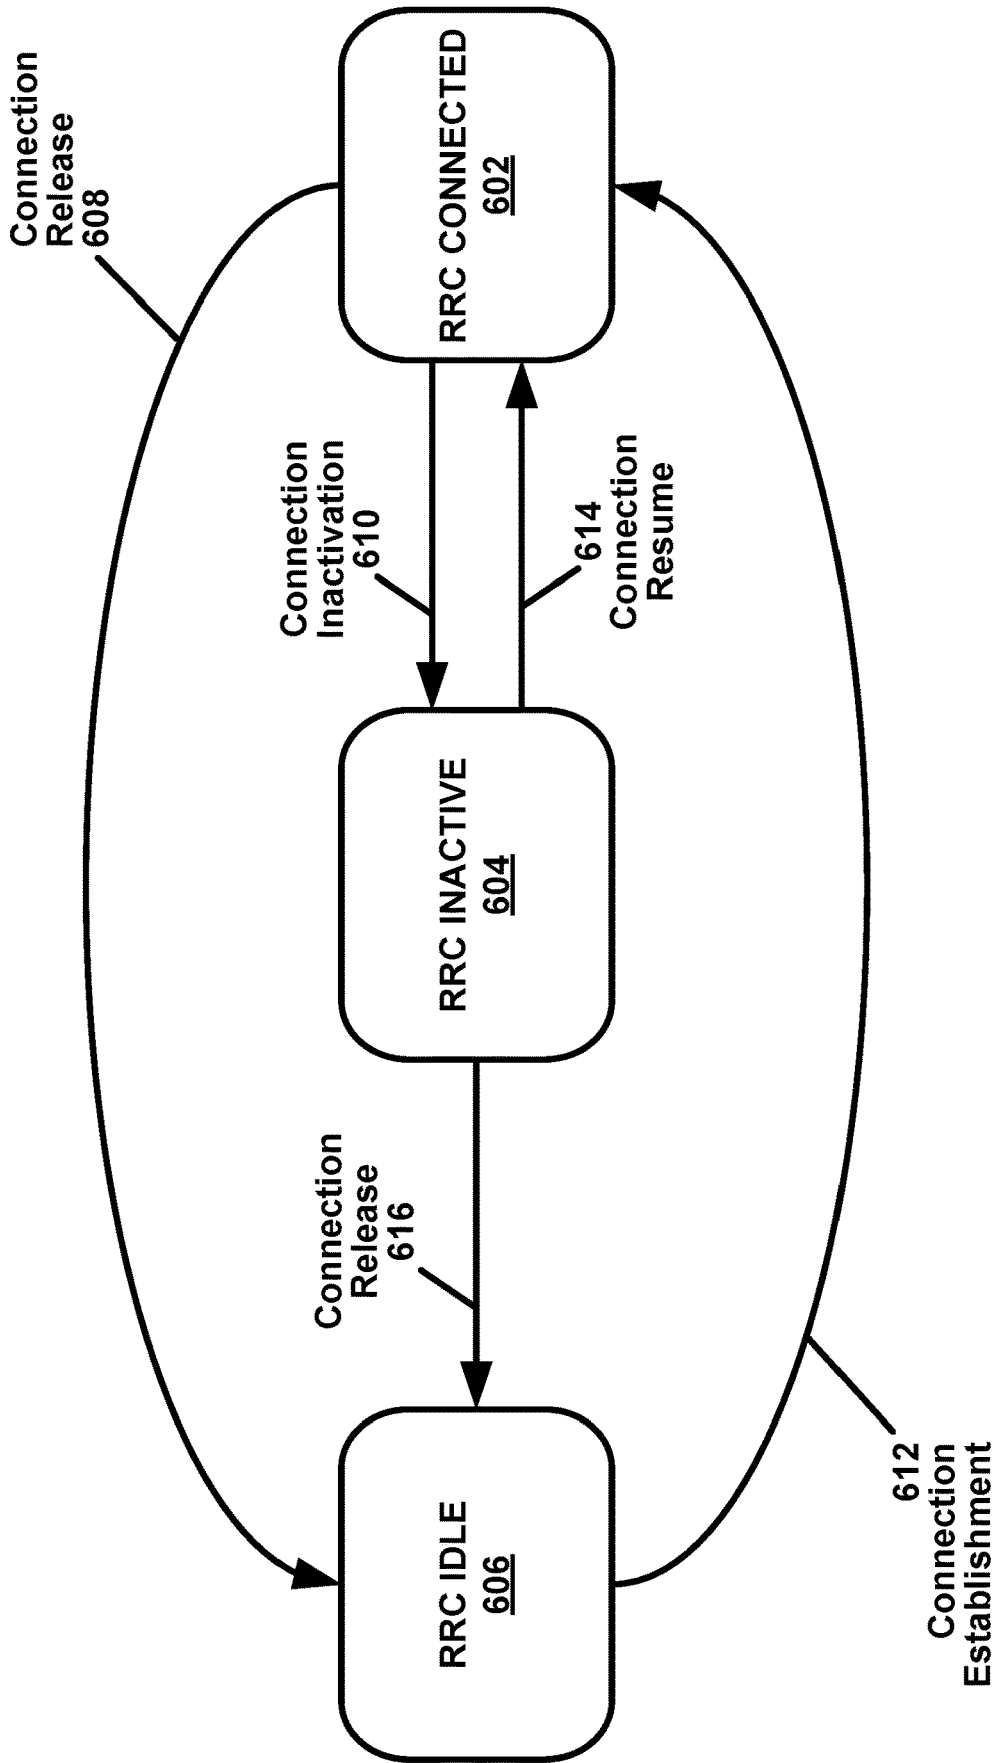 Connection
Release
608
RRC IDLE
606
Connection
Release
616
RRC INACTIVE
604
Connection
Inactivation
610
RRC CONNECTED
602
614
Connection
Resume
612
Connection
Establishment